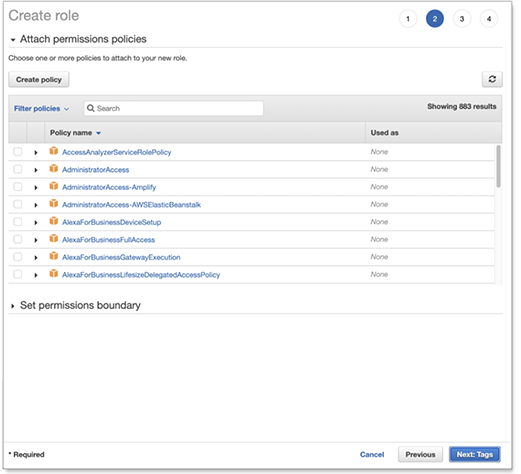 Create role
1 2 3 4
Attach permissions policies
Choose one or more policies to attach to your new role.
Create policy
Filter policies Search Showing 883 results
Policy name Used as
AccessAnalyzerServiceRolePolicy None
AdministratorAccess None
AdministratorAccess-Amplify None
AdministratorAccess-AWSElasticBeanstalk None
AlexaForBusinessDeviceSetup None
AlexaForBusinessFullAccess None
AlexaForBusinessGatewayExecution None
AlexaForBusinessLifesizeDelegatedAccessPolicy None
Set permissions boundary
* Required Cancel Previous Next: Tags